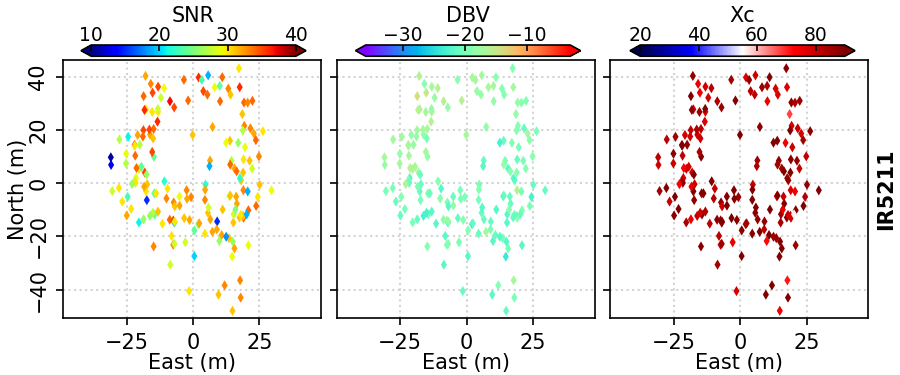 SNR DBV Xc
10 20 30 40 −30 −20 −10 20 40 60 80
40
20
0
−20
−40
North (m)
IR5211
−25 0 25 −25 0 25 −25 0 25
East (m) East (m) East (m)